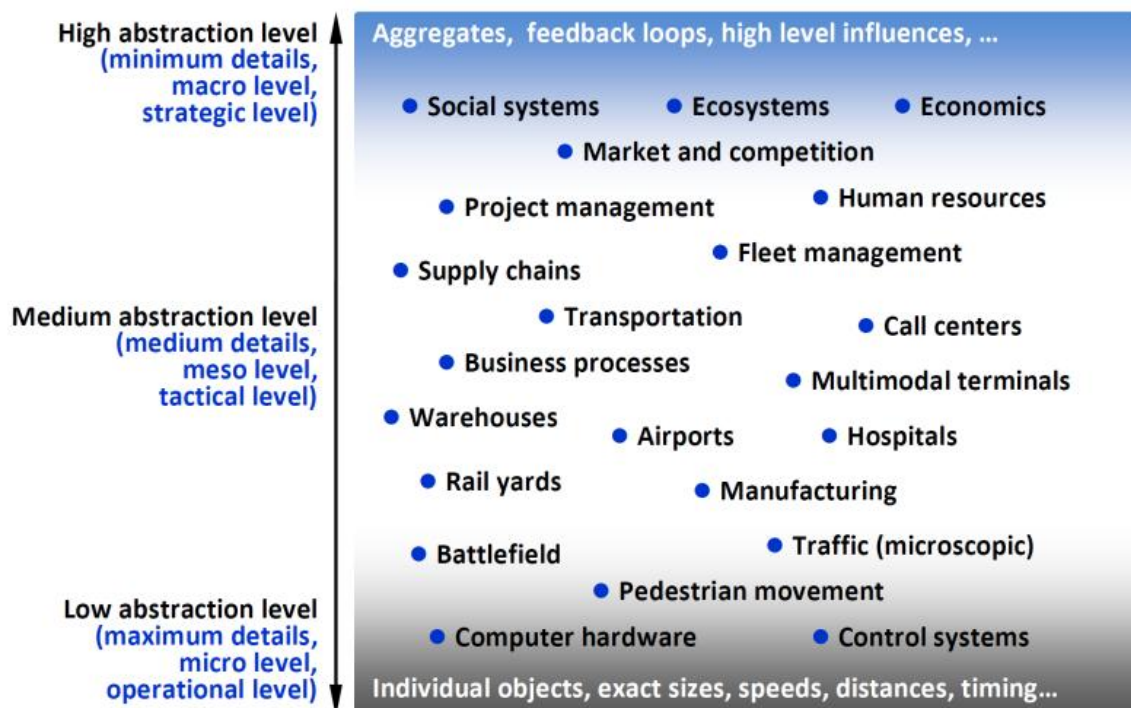 High abstraction level
(minimum details,
macro level,
strategic level)
Aggregates, feedback loops, high level influences, ...
Social systems
Ecosystems
Economics
Market and competition
Project management
Human resources
Fleet management
Supply chains
Medium abstraction level
(medium details,
meso level,
tactical level)
Transportation
Call centers
Business processes
Multimodal terminals
Warehouses
Airports
Hospitals
Rail yards
Manufacturing
Battlefield
Traffic (microscopic)
Pedestrian movement
Low abstraction level
(maximum details,
micro level,
operational level)
Computer hardware
Control systems
Individual objects, exact sizes, speeds, distances, timing...